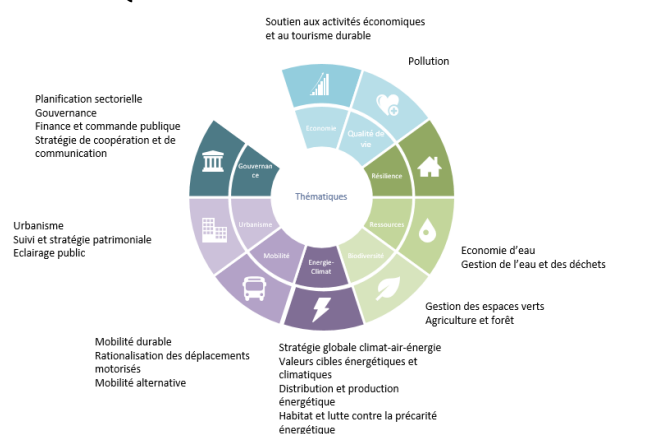 Soutien aux activités économiques
et au tourisme durable
Pollution
Planification sectorielle
Gouvernance
Finance et commande publique
Stratégie de coopération et de
communication
Economie
Qualité de
vie
Gouvernan
ce
Résilience
Thématiques
Urbanisme
Ressources
Mobilité
Energie-
Climat
Biodiversité
Urbanisme
Suivi et stratégie patrimoniale
Eclairage public
Economie d’eau
Gestion de l’eau et des déchets
Gestion des espaces verts
Agriculture et forêt
Mobilité durable
Rationalisation des déplacements
motorisés
Mobilité alternative
Stratégie globale climat-air-énergie
Valeurs cibles énergétiques et
climatiques
Distribution et production
énergétique
Habitat et lutte contre la précarité
énergétique